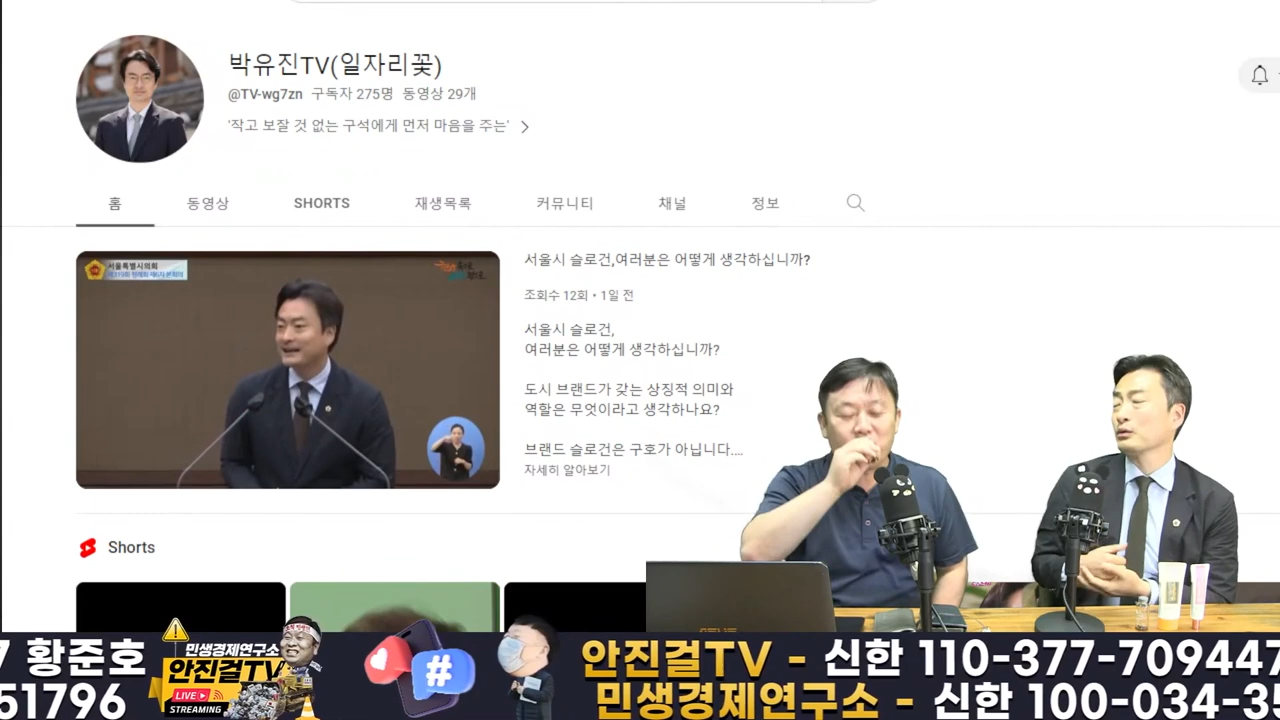 박유진TV(일자리꽃)
@TV-wg7zn 구독자 275명 동영상 29개
'작고 보잘 것 없는 구석에게 먼저 마음을 주는'
홈 동영상 SHORTS 재생목록 커뮤니티 채널 정보
서울특별시의회
서울시 슬로건,여러분은 어떻게 생각하십니까?
조회수 12회 • 1일 전
서울시 슬로건,
여러분은 어떻게 생각하십니까?
도시 브랜드가 갖는 상징적 의미와
역할은 무엇이라고 생각하나요?
브랜드 슬로건은 구호가 아닙니다....
자세히 알아보기
Shorts
7 황준호
51796
민생경제연구소
안진걸TV
LIVE
STREAMING
#
안진걸TV - 신한 110-377-709447
민생경제연구소 - 신한 100-034-35